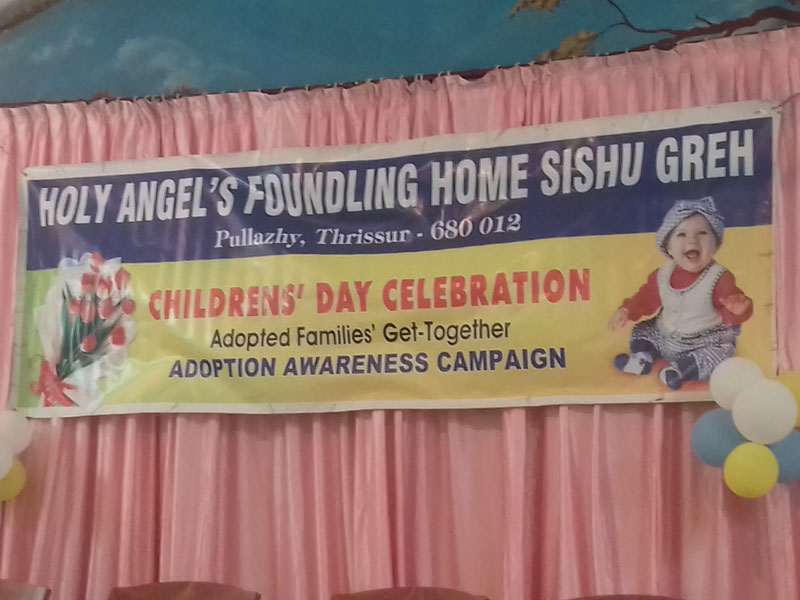 HOLY ANGEL'S FOUNDLING HOME SISHU GREH
Pullazhy, Thrissur - 680 012
CHILDRENS' DAY CELEBRATION
Adopted Families' Get-Together
ADOPTION AWARENESS CAMPAIGN